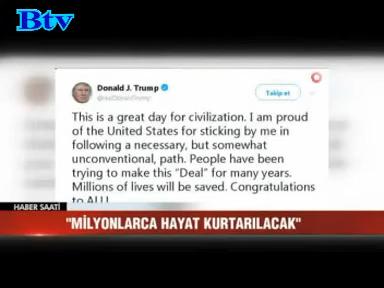 Btv
Donald J. Trump
@realDonaldTrump
Takip et
This is a great day for civilization. I am proud
of the United States for sticking by me in
following a necessary, but somewhat
unconventional, path. People have been
trying to make this "Deal" for many years.
Millions of lives will be saved. Congratulations
to ALL!
HABER SAATİ
"MİLYONLARCA HAYAT KURTARILACAK"